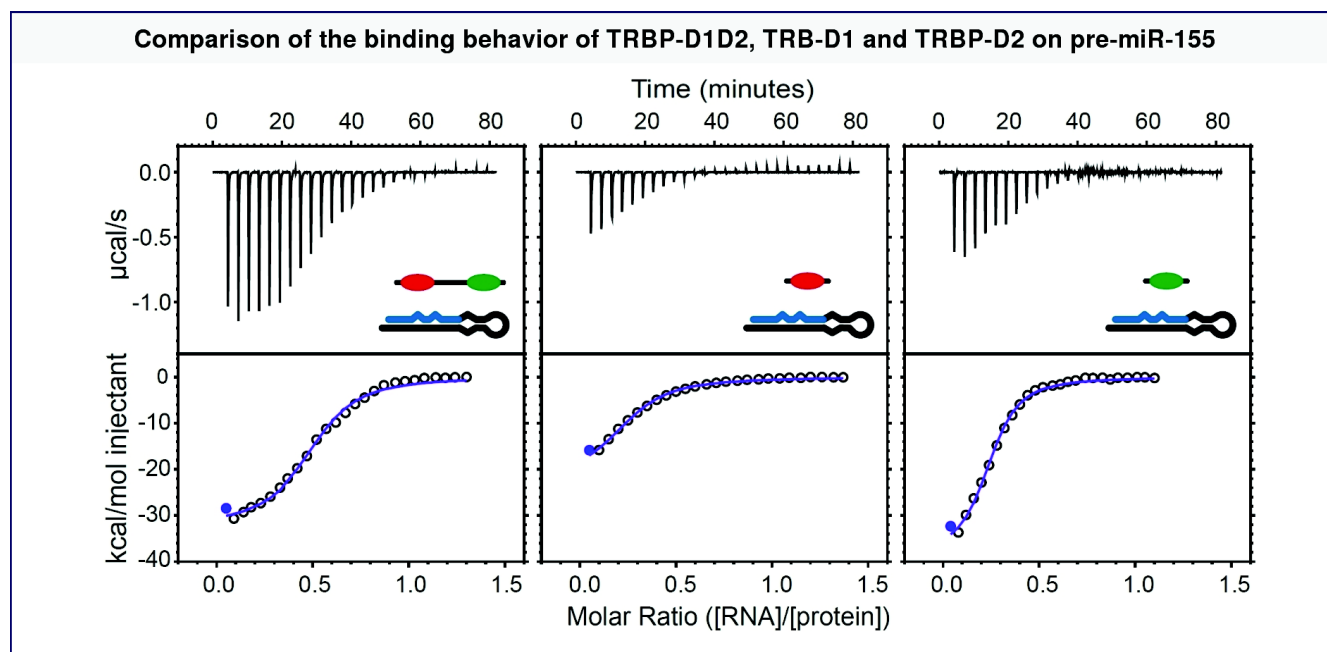 Comparison of the binding behavior of TRBP-D1D2, TRB-D1 and TRBP-D2 on pre-miR-155
Time (minutes)
0 20 40 60 80 0 20 40 60 80 0 20 40 60 80
µcal/s
0.0
-0.5
-1.0
kcal/mol injectant
0
-10
-20
-30
-40
0.0 0.5 1.0 1.5 0.0 0.5 1.0 1.5 0.0 0.5 1.0 1.5
Molar Ratio ([RNA]/[protein])